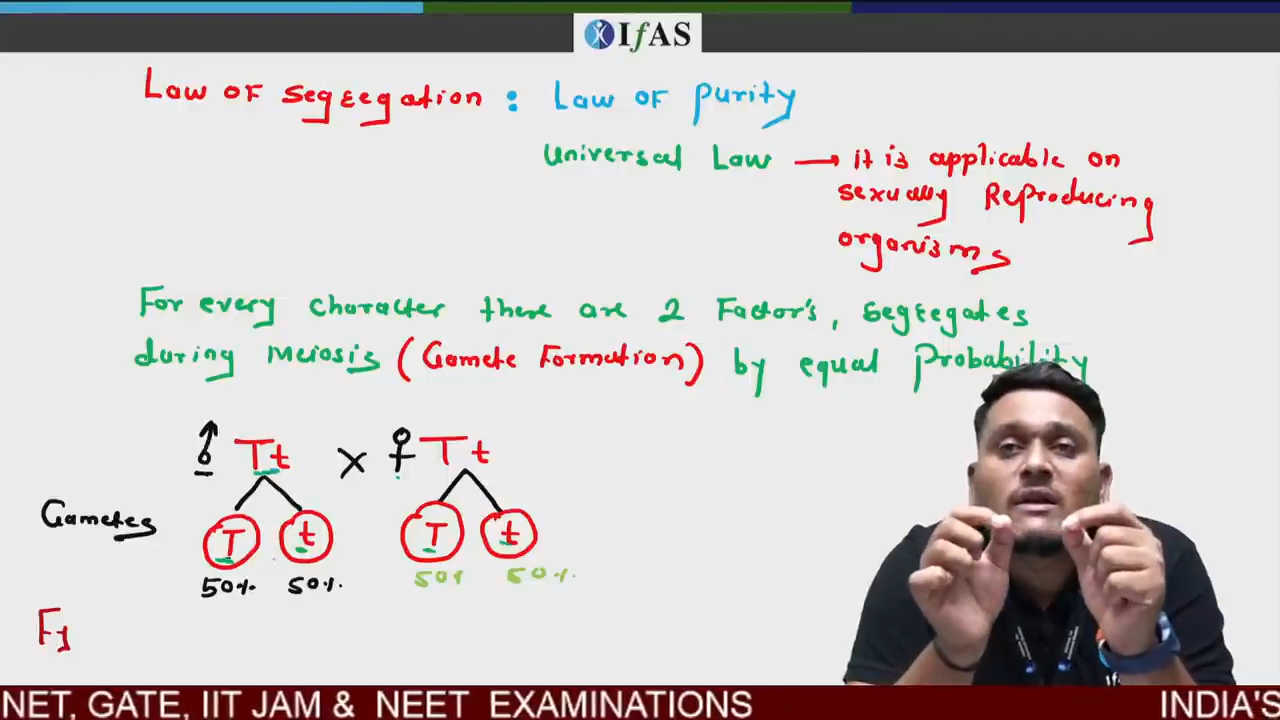 IfAS
Law of segregation : Law of purity
Universal Law → it is applicable on
sexually Reproducing
organisms
For every character there are 2 Factor's, segregates
during Meiosis (Gamete Formation) by equal Probability
♂ Tt × ♀ Tt
Gametes T t T t
50% 50% 50% 50%.
F1
NET, GATE, IIT JAM & NEET EXAMINATIONS INDIA'S